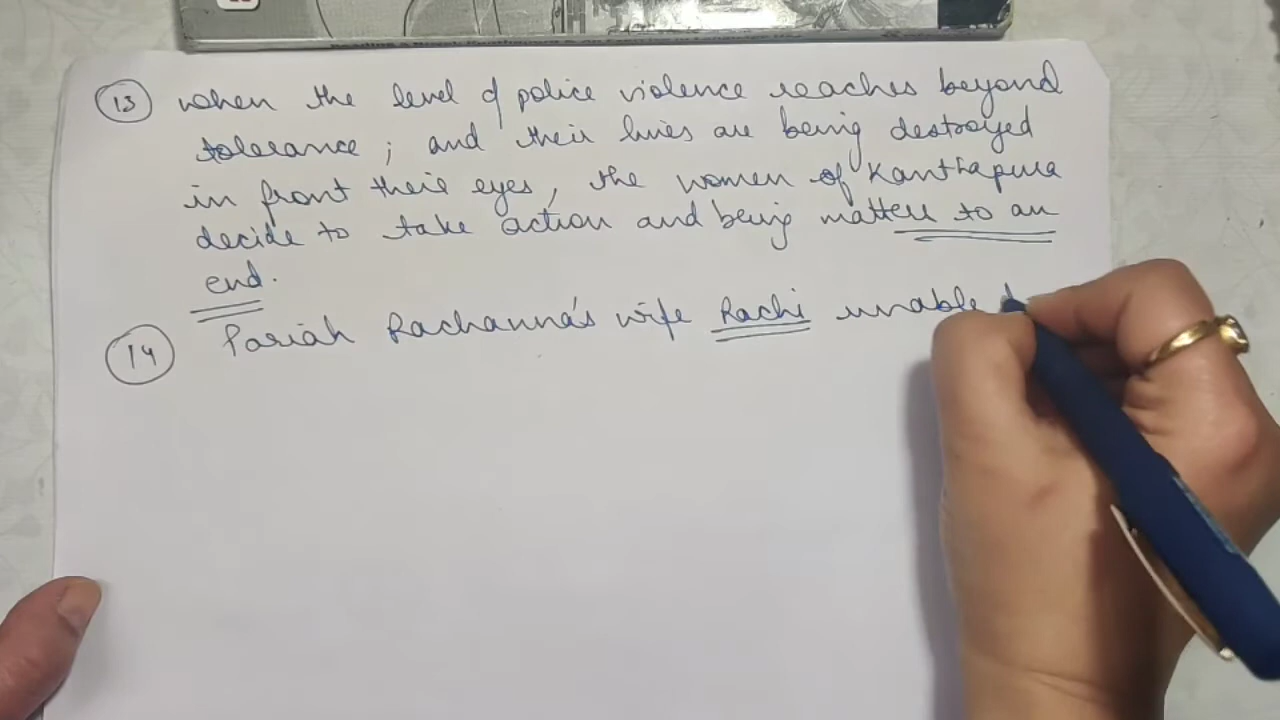 13 when the level of police violence reaches beyond
tolerance ; and their lives are being destroyed
in front their eyes, the women of Kanthapura
decide to take action and being matters to an
end.
14 Pariah Rachanna's wife Rachi unable